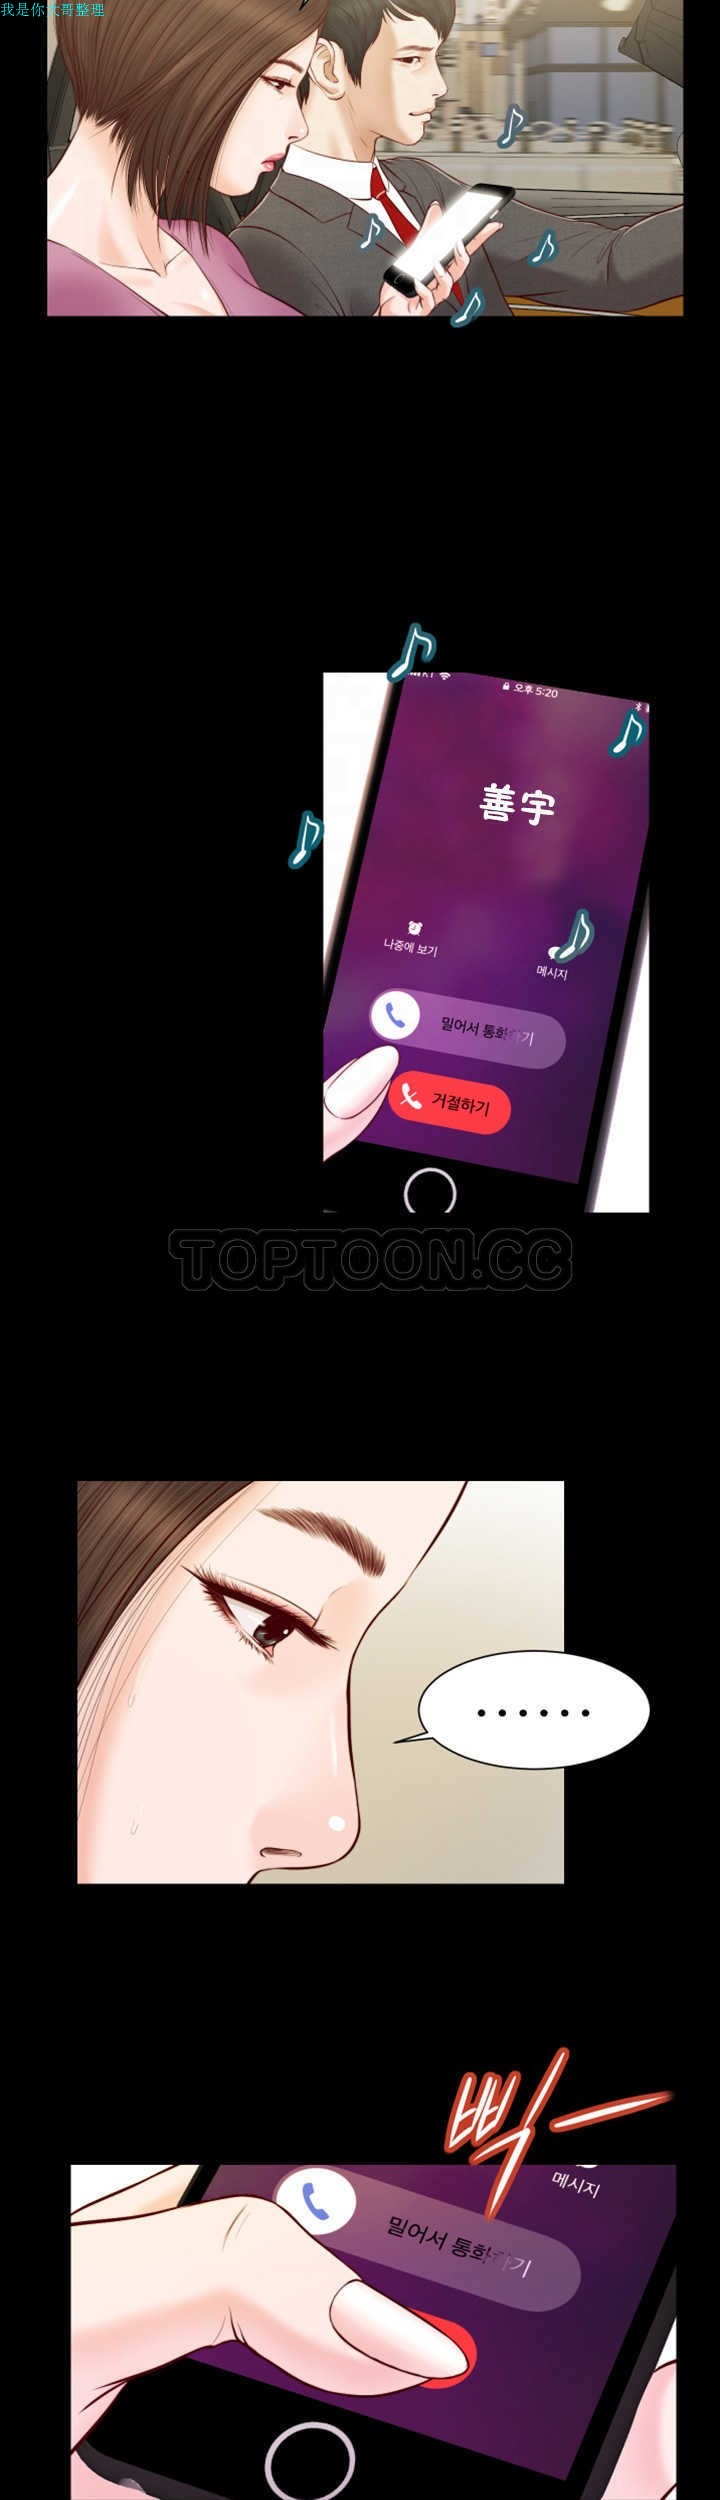 我是你大哥整理
오후 5:20
善宇
나중에 보기
메시지
밀어서 통화하기
거절하기
TOPTOON.CC
......
메시지
밀어서 통화하기